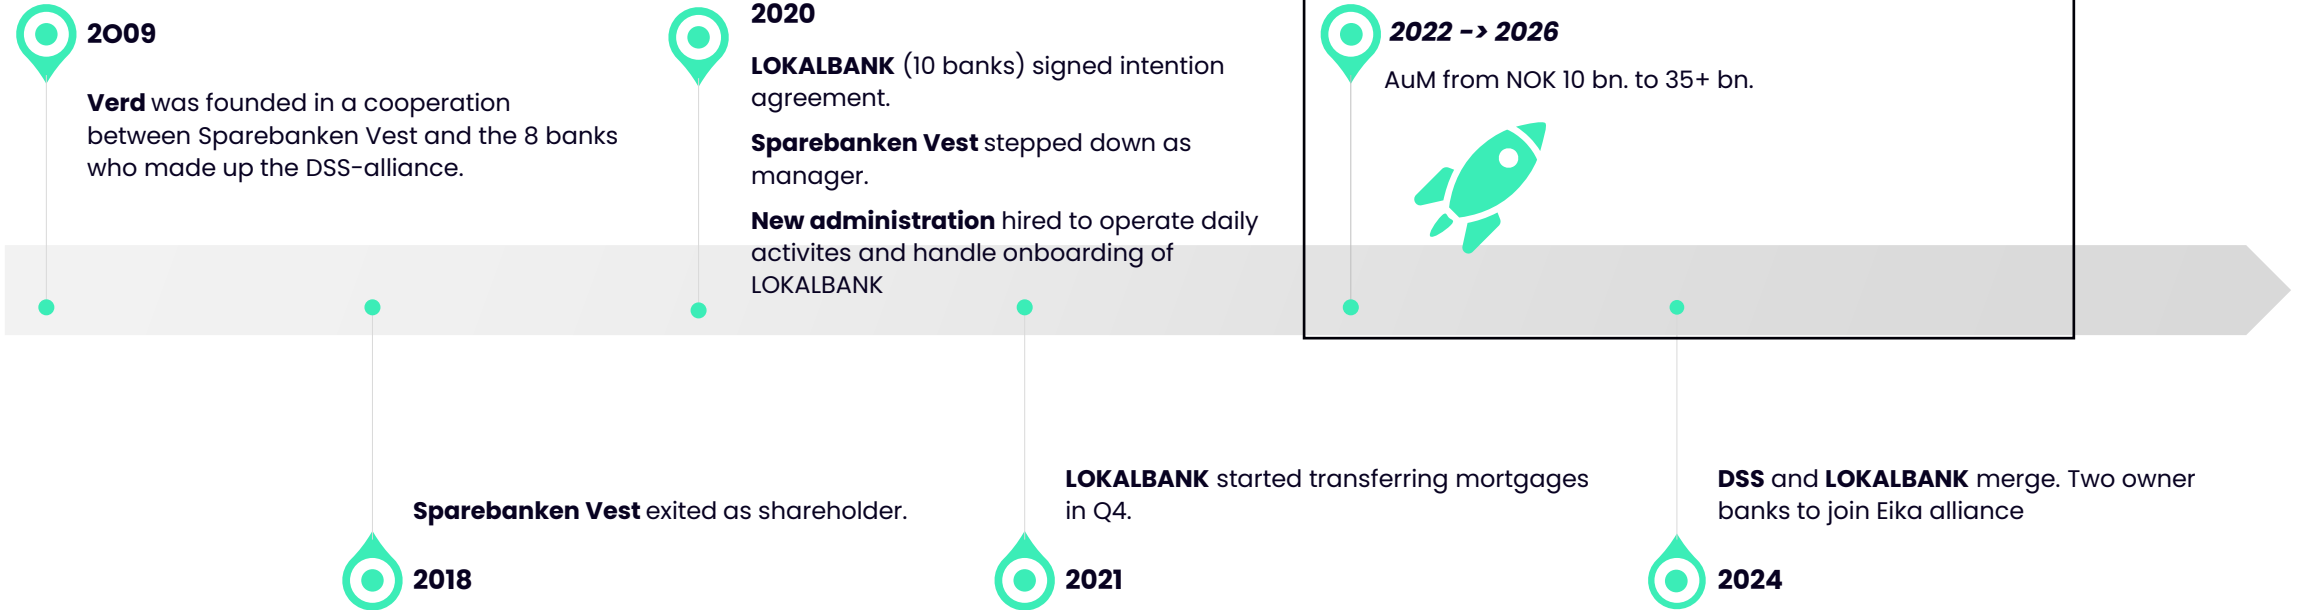 2009
Verd was founded in a cooperation
between Sparebanken Vest and the 8 banks
who made up the DSS-alliance.
2020
LOKALBANK (10 banks) signed intention
agreement.
Sparebanken Vest stepped down as
manager.
New administration hired to operate daily
activites and handle onboarding of
LOKALBANK
2022 -> 2026
AuM from NOK 10 bn. to 35+ bn.
Sparebanken Vest exited as shareholder.
2018
LOKALBANK started transferring mortgages
in Q4.
2021
DSS and LOKALBANK merge. Two owner
banks to join Eika alliance
2024